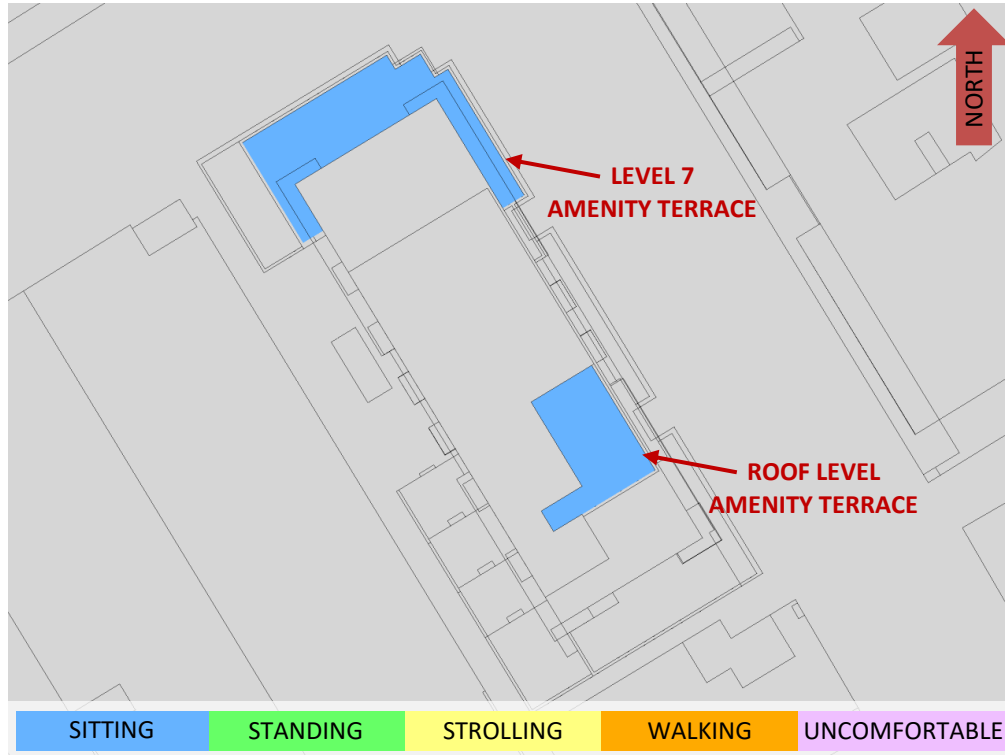 NORTH
LEVEL 7
AMENITY TERRACE
ROOF LEVEL
AMENITY TERRACE
SITTING STANDING STROLLING WALKING UNCOMFORTABLE